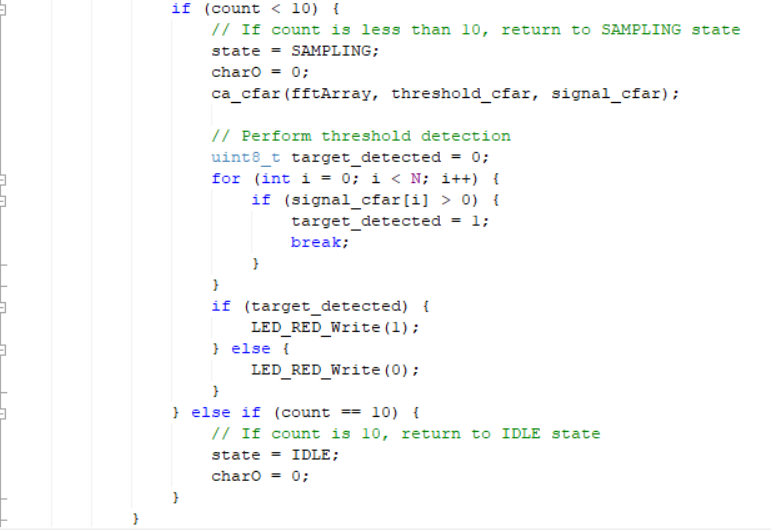 if (count < 10) {
// If count is less than 10, return to SAMPLING state
state = SAMPLING;
charO = 0;
ca_cfar(fftArray, threshold_cfar, signal_cfar);
// Perform threshold detection
uint8_t target_detected = 0;
for (int i = 0; i < N; i++) {
if (signal_cfar[i] > 0) {
target_detected = 1;
break;
}
}
if (target_detected) {
LED_RED_Write(1);
} else {
LED_RED_Write(0);
}
} else if (count == 10) {
// If count is 10, return to IDLE state
state = IDLE;
charO = 0;
}
}